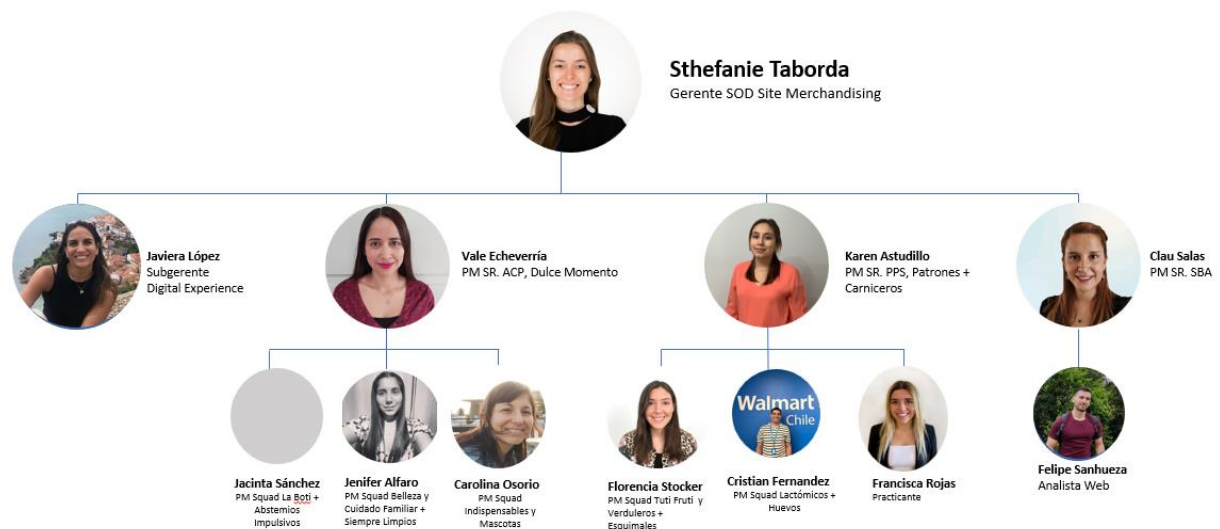 Sthefanie Taborda
Gerente SOD Site Merchandising
Javiera López
Subgerente
Digital Experience
Vale Echeverría
PM SR. ACP, Dulce Momento
Karen Astudillo
PM SR. PPS, Patrones +
Carniceros
Clau Salas
PM SR. SBA
Walmart
Chile
Jacinta Sánchez
PM Squad La Boti +
Abstemios
Impulsivos
Jenifer Alfaro
PM Squad Belleza y
Cuidado Familiar +
Siempre Limpios
Carolina Osorio
PM Squad
Indispensables y
Mascotas
Florencia Stocker
PM Squad Tuti Fruti y
Verduleros +
Esquimales
Cristian Fernandez
PM Squad Lactómicos +
Huevos
Francisca Rojas
Practicante
Felipe Sanhueza
Analista Web